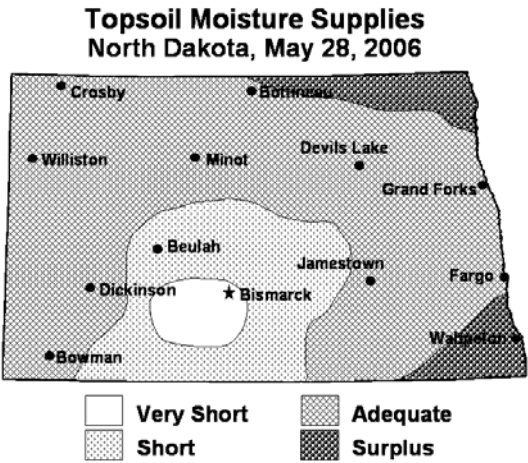 Topsoil Moisture Supplies
North Dakota, May 28, 2006
Crosby
Bottineau
Williston
Minot
Devils Lake
Grand Forks
Beulah
Jamestown
Fargo
Dickinson
Bismarck
Wahpeton
Bowman
Very Short
Adequate
Short
Surplus